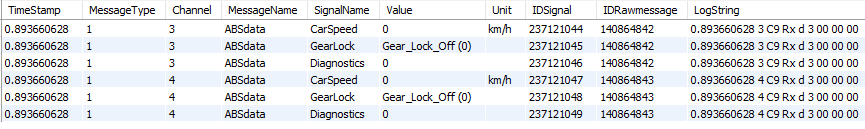 TimeStamp MessageType Channel MessageName SignalName Value Unit IDSignal IDRawmessage LogString
0.893660628 1 3 ABSdata CarSpeed 0 km/h 237121044 140864842 0.893660628 3 C9 Rx d 3 00 00 00
0.893660628 1 3 ABSdata GearLock Gear_Lock_Off (0) 237121045 140864842 0.893660628 3 C9 Rx d 3 00 00 00
0.893660628 1 3 ABSdata Diagnostics 0 237121046 140864842 0.893660628 3 C9 Rx d 3 00 00 00
0.893660628 1 4 ABSdata CarSpeed 0 km/h 237121047 140864843 0.893660628 4 C9 Rx d 3 00 00 00
0.893660628 1 4 ABSdata GearLock Gear_Lock_Off (0) 237121048 140864843 0.893660628 4 C9 Rx d 3 00 00 00
0.893660628 1 4 ABSdata Diagnostics 0 237121049 140864843 0.893660628 4 C9 Rx d 3 00 00 00